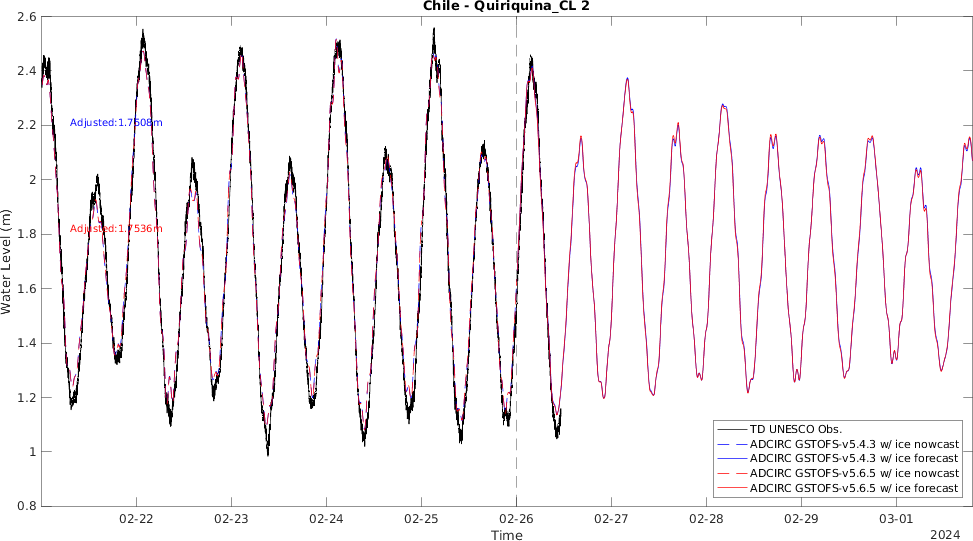 Chile - Quiriquina_CL 2
2.6
2.4
2.2
2
1.8
1.6
1.4
1.2
1
0.8
Water Level (m)
Adjusted:1.7608m
Adjusted:1.7536m
TD UNESCO Obs.
ADCIRC GSTOFS-v5.4.3 w/ ice nowcast
ADCIRC GSTOFS-v5.4.3 w/ ice forecast
ADCIRC GSTOFS-v5.6.5 w/ ice nowcast
ADCIRC GSTOFS-v5.6.5 w/ ice forecast
02-22 02-23 02-24 02-25 02-26 02-27 02-28 02-29 03-01
Time
2024